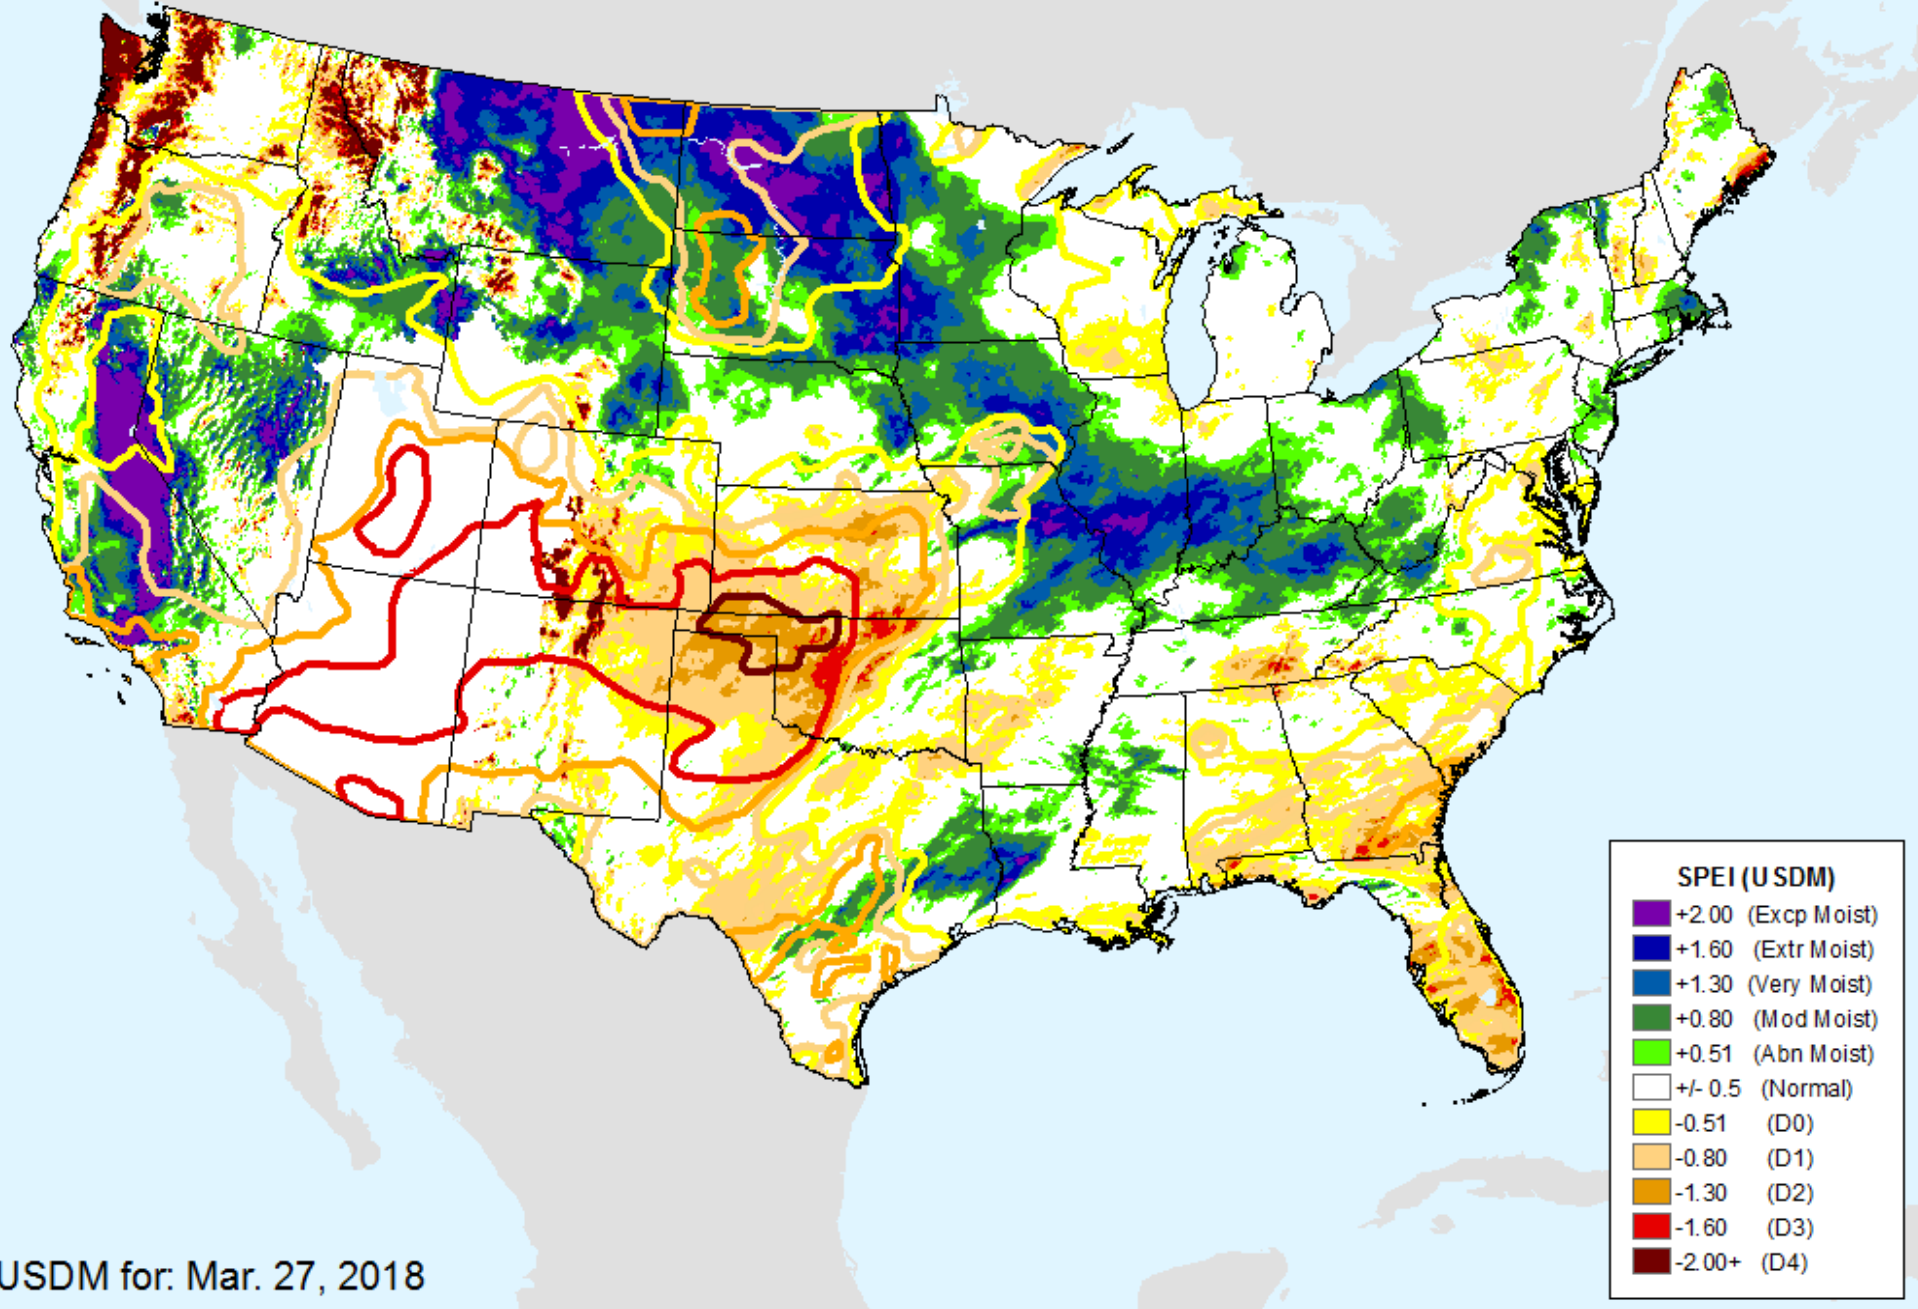 SPEI (USDM)
+2.00 (Excp Moist)
+1.60 (Extr Moist)
+1.30 (Very Moist)
+0.80 (Mod Moist)
+0.51 (Abn Moist)
+/- 0.5 (Normal)
-0.51 (D0)
-0.80 (D1)
-1.30 (D2)
-1.60 (D3)
-2.00+ (D4)
USDM for: Mar. 27, 2018